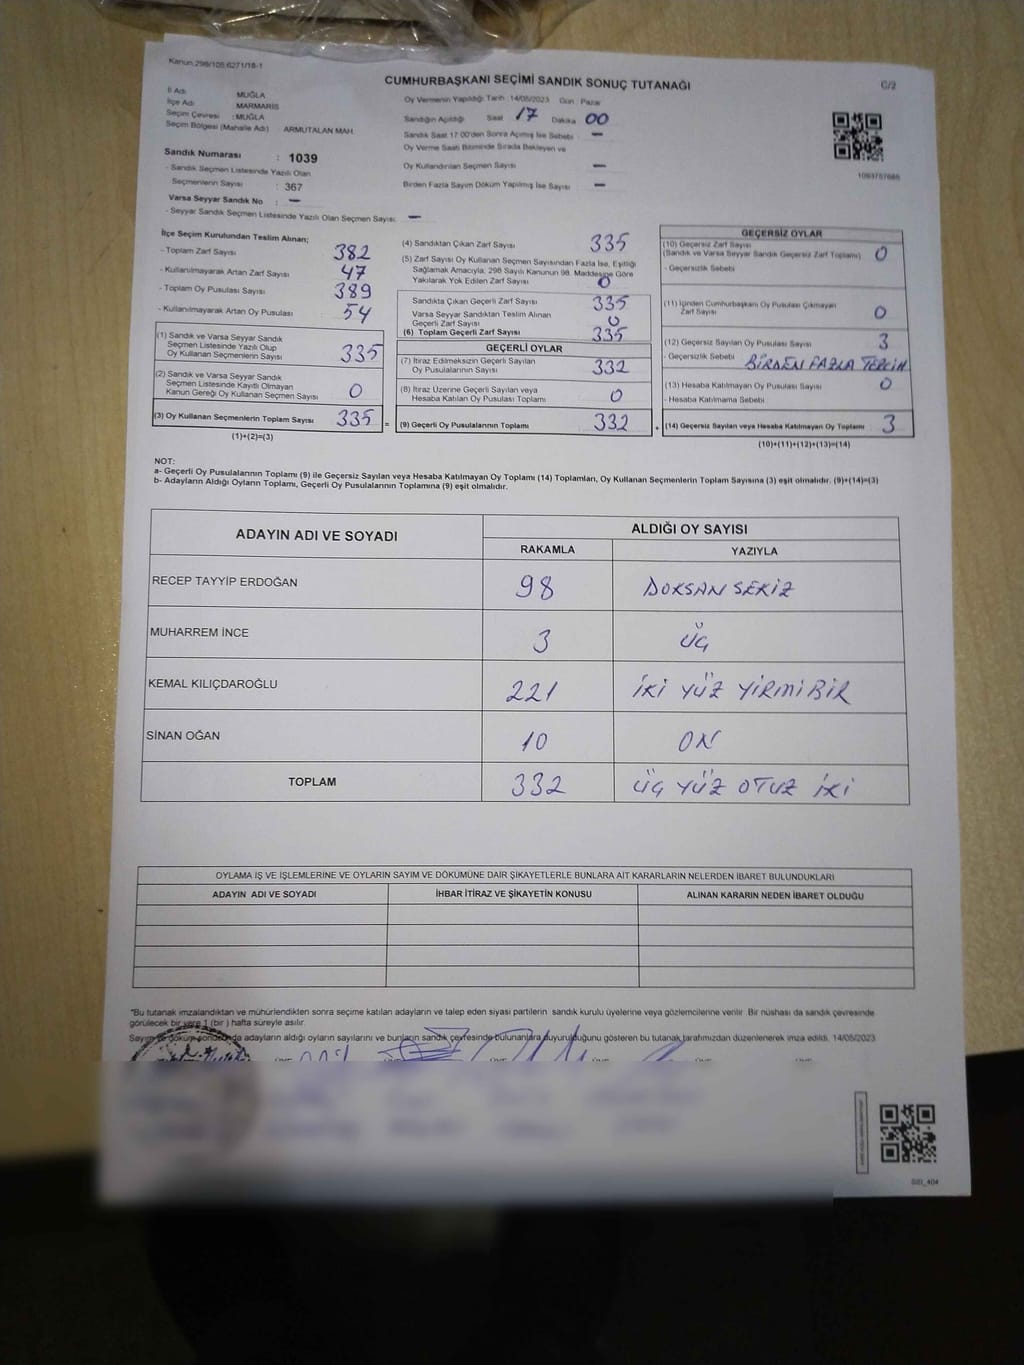 Kanun.298/105.6271/18-1
CUMHURBAŞKANI SEÇİMİ SANDIK SONUÇ TUTANAĞI
C/2
İl Adı MUĞLA
İlçe Adı MARMARİS
Seçim Çevresi : MUĞLA
Seçim Bölgesi (Mahalle Adı) ARMUTALAN MAH.
Sandık Numarası : 1039
- Sandık Seçmen Listesinde Yazılı Olan
Seçmenlerin Sayısı : 367
Varsa Seyyar Sandık No : -
- Seyyar Sandık Seçmen Listesinde Yazılı Olan Seçmen Sayısı: -
Oy Vermenin Yapıldığı Tarih 14/05/2023 Gün : Pazar
Sandığın Açıldığı Saat 17 Dakika 00
Sandık Saat 17:00'den Sonra Açılmış İse Sebebi -
Oy Verme Saati Bitiminde Sırada Bekleyen ve
Oy Kullandırılan Seçmen Sayısı -
Birden Fazla Sayım Döküm Yapılmış İse Sayısı -
İlçe Seçim Kurulundan Teslim Alınan;
- Toplam Zarf Sayısı 382
- Kullanılmayarak Artan Zarf Sayısı 47
- Toplam Oy Pusulası Sayısı 389
- Kullanılmayarak Artan Oy Pusulası 54
(1) Sandık ve Varsa Seyyar Sandık
Seçmen Listesinde Yazılı Olup
Oy Kullanan Seçmenlerin Sayısı 335
(2) Sandık ve Varsa Seyyar Sandık
Seçmen Listesinde Kayıtlı Olmayan
Kanun Gereği Oy Kullanan Seçmen Sayısı 0
(3) Oy Kullanan Seçmenlerin Toplam Sayısı 335 =
(1)+(2)=(3)
(4) Sandıktan Çıkan Zarf Sayısı 335
(5) Zarf Sayısı Oy Kullanan Seçmen Sayısından Fazla İse, Eşitliği
Sağlamak Amacıyla, 298 Sayılı Kanunun 98. Maddesine Göre
Yakılarak Yok Edilen Zarf Sayısı 0
Sandıkta Çıkan Geçerli Zarf Sayısı 335
Varsa Seyyar Sandıktan Teslim Alınan
Geçerli Zarf Sayısı 0
(6) Toplam Geçerli Zarf Sayısı 335
GEÇERLİ OYLAR
(7) İtiraz Edilmeksizin Geçerli Sayılan
Oy Pusulalarının Sayısı 332
(8) İtiraz Üzerine Geçerli Sayılan veya
Hesaba Katılan Oy Pusulası Toplamı 0
(9) Geçerli Oy Pusulalarının Toplamı 332 +
GEÇERSİZ OYLAR
(10) Geçersiz Zarf Sayısı
(Sandık ve Varsa Seyyar Sandık Geçersiz Zarf Toplamı) 0
- Geçersizlik Sebebi
(11) İçinden Cumhurbaşkanı Oy Pusulası Çıkmayan
Zarf Sayısı 0
(12) Geçersiz Sayılan Oy Pusulası Sayısı 3
- Geçersizlik Sebebi BİRDEN FAZLA TERCİH
(13) Hesaba Katılmayan Oy Pusulası Sayısı 0
- Hesaba Katılmama Sebebi
(14) Geçersiz Sayılan veya Hesaba Katılmayan Oy Toplamı 3
(10)+(11)+(12)+(13)=(14)
NOT:
a- Geçerli Oy Pusulalarının Toplamı (9) ile Geçersiz Sayılan veya Hesaba Katılmayan Oy Toplamı (14) Toplamları, Oy Kullanan Seçmenlerin Toplam Sayısına (3) eşit olmalıdır. (9)+(14)=(3)
b- Adayların Aldığı Oyların Toplamı, Geçerli Oy Pusulalarının Toplamına (9) eşit olmalıdır.
ADAYIN ADI VE SOYADI ALDIĞI OY SAYISI
RAKAMLA YAZIYLA
RECEP TAYYİP ERDOĞAN 98 DOKSAN SEKİZ
MUHARREM İNCE 3 ÜÇ
KEMAL KILIÇDAROĞLU 221 İKİ YÜZ YİRMİ BİR
SİNAN OĞAN 10 ON
TOPLAM 332 ÜÇ YÜZ OTUZ İKİ
OYLAMA İŞ VE İŞLEMLERİNE VE OYLARIN SAYIM VE DÖKÜMÜNE DAİR ŞİKAYETLERLE BUNLARA AİT KARARLARIN NELERDEN İBARET BULUNDUKLARI
ADAYIN ADI VE SOYADI İHBAR İTİRAZ VE ŞİKAYETİN KONUSU ALINAN KARARIN NEDEN İBARET OLDUĞU
*Bu tutanak imzalandıktan ve mühürlendikten sonra seçime katılan adayların ve talep eden siyasi partilerin sandık kurulu üyelerine veya gözlemcilerine verilir. Bir nüshası da sandık çevresinde
görülecek bir yere 1 (bir ) hafta süreyle asılır.
Sayım ve döküm sonucunda adayların aldığı oyların sayılarını ve bunların sandık çevresinde bulunanlara duyurulduğunu gösteren bu tutanak tarafımızdan düzenlenerek imza edildi. 14/05/2023